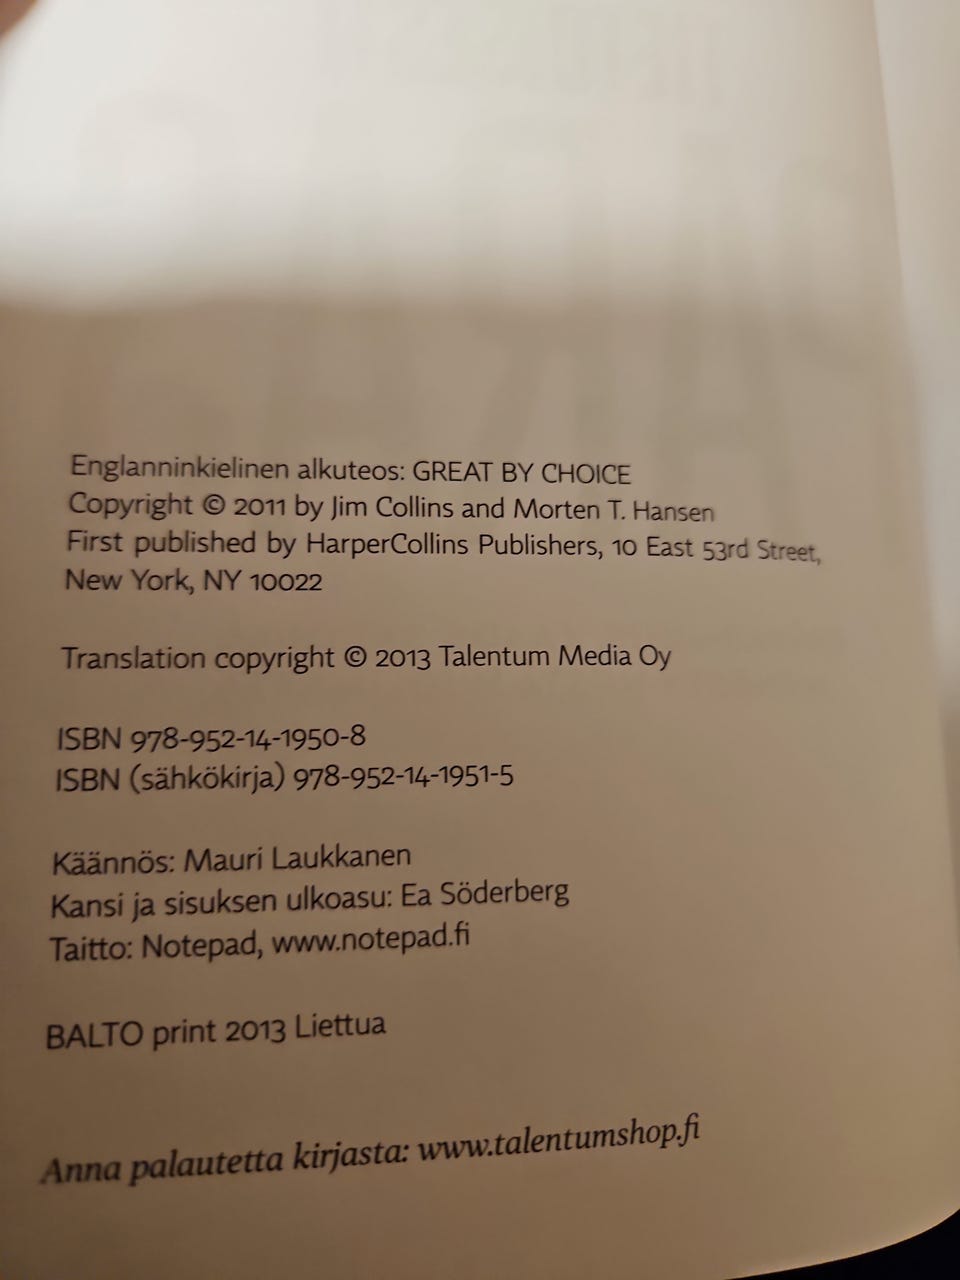 Englanninkielinen alkuteos: GREAT BY CHOICE
Copyright © 2011 by Jim Collins and Morten T. Hansen
First published by HarperCollins Publishers, 10 East 53rd Street,
New York, NY 10022
Translation copyright © 2013 Talentum Media Oy
ISBN 978-952-14-1950-8
ISBN (sähkökirja) 978-952-14-1951-5
Käännös: Mauri Laukkanen
Kansi ja sisuksen ulkoasu: Ea Söderberg
Taitto: Notepad, www.notepad.fi
BALTO print 2013 Liettua
Anna palautetta kirjasta: www.talentumshop.fi